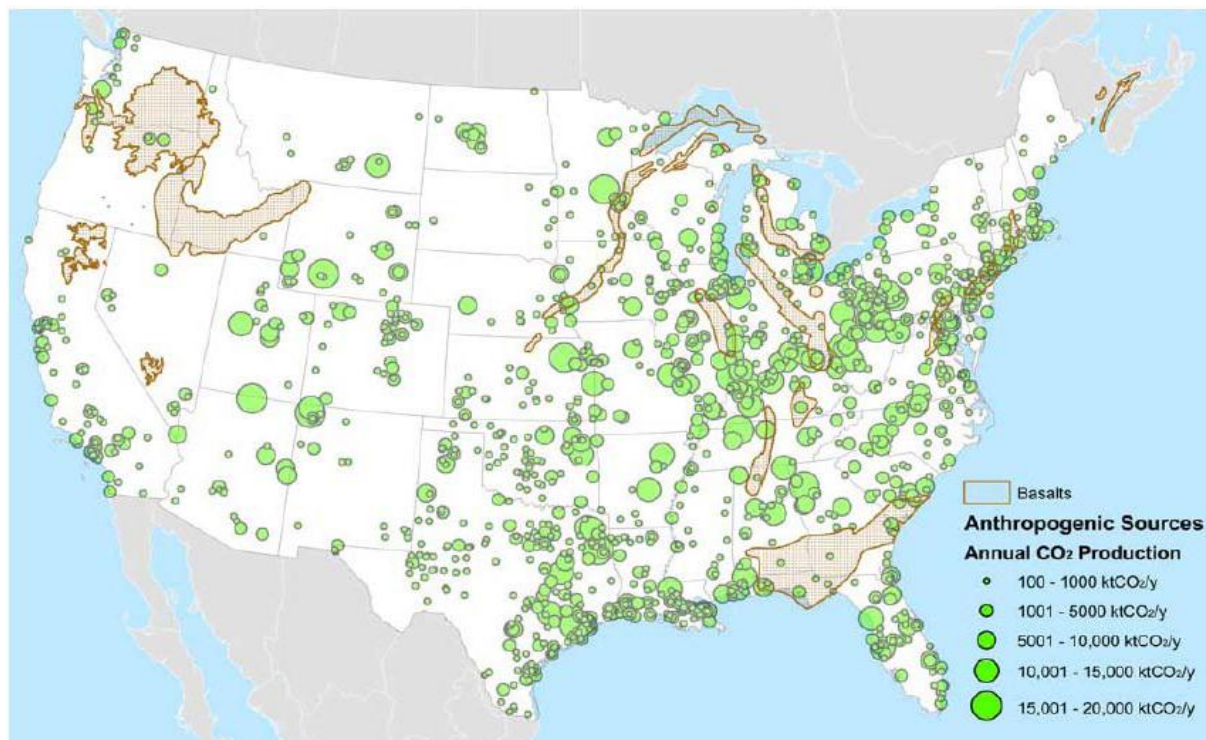 Basalts
Anthropogenic Sources
Annual CO₂ Production
100 - 1000 ktCO₂/y
1001 - 5000 ktCO₂/y
5001 - 10,000 ktCO₂/y
10,001 - 15,000 ktCO₂/y
15,001 - 20,000 ktCO₂/y